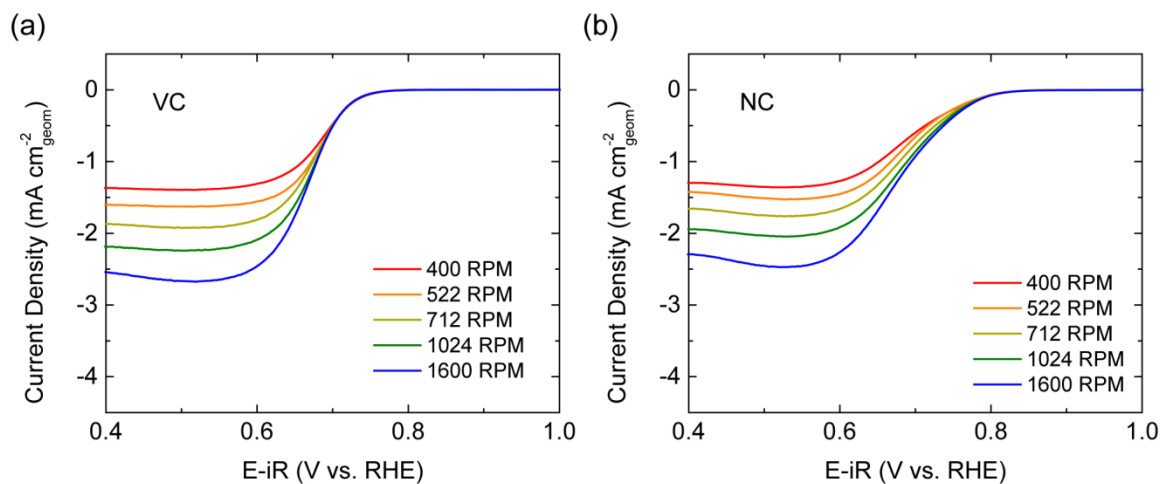 (a)
VC
0
-1
-2
-3
-4
Current Density (mA cm⁻²geom)
400 RPM
522 RPM
712 RPM
1024 RPM
1600 RPM
0.4 0.6 0.8 1.0
E-iR (V vs. RHE)
(b)
NC
0
-1
-2
-3
-4
Current Density (mA cm⁻²geom)
400 RPM
522 RPM
712 RPM
1024 RPM
1600 RPM
0.4 0.6 0.8 1.0
E-iR (V vs. RHE)